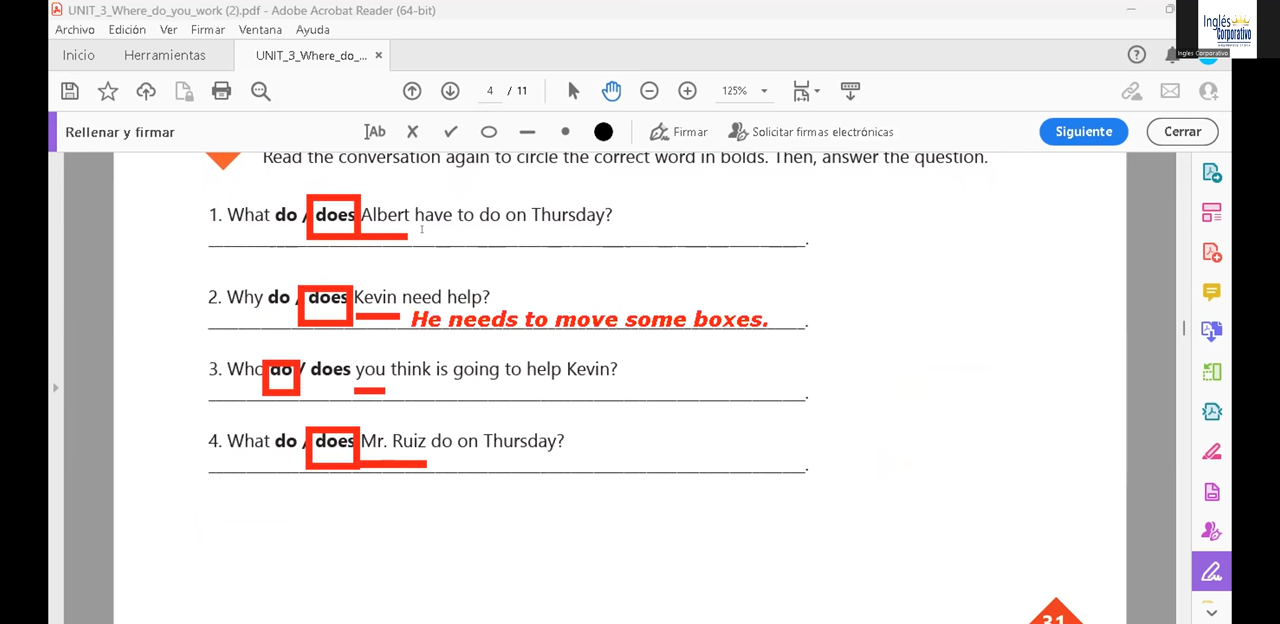 UNIT_3_Where_do_you_work (2).pdf - Adobe Acrobat Reader (64-bit)
Inglés Corporativo
Archivo Edición Ver Firmar Ventana Ayuda
Inglés Corporativo
Inicio Herramientas UNIT_3_Where_do_... ×
4 / 11 125%
Rellenar y firmar IAb Firmar Solicitar firmas electrónicas Siguiente Cerrar
Read the conversation again to circle the correct word in bolds. Then, answer the question.
1. What do / does Albert have to do on Thursday?
2. Why do / does Kevin need help?
He needs to move some boxes.
3. Who do / does you think is going to help Kevin?
4. What do / does Mr. Ruiz do on Thursday?
31